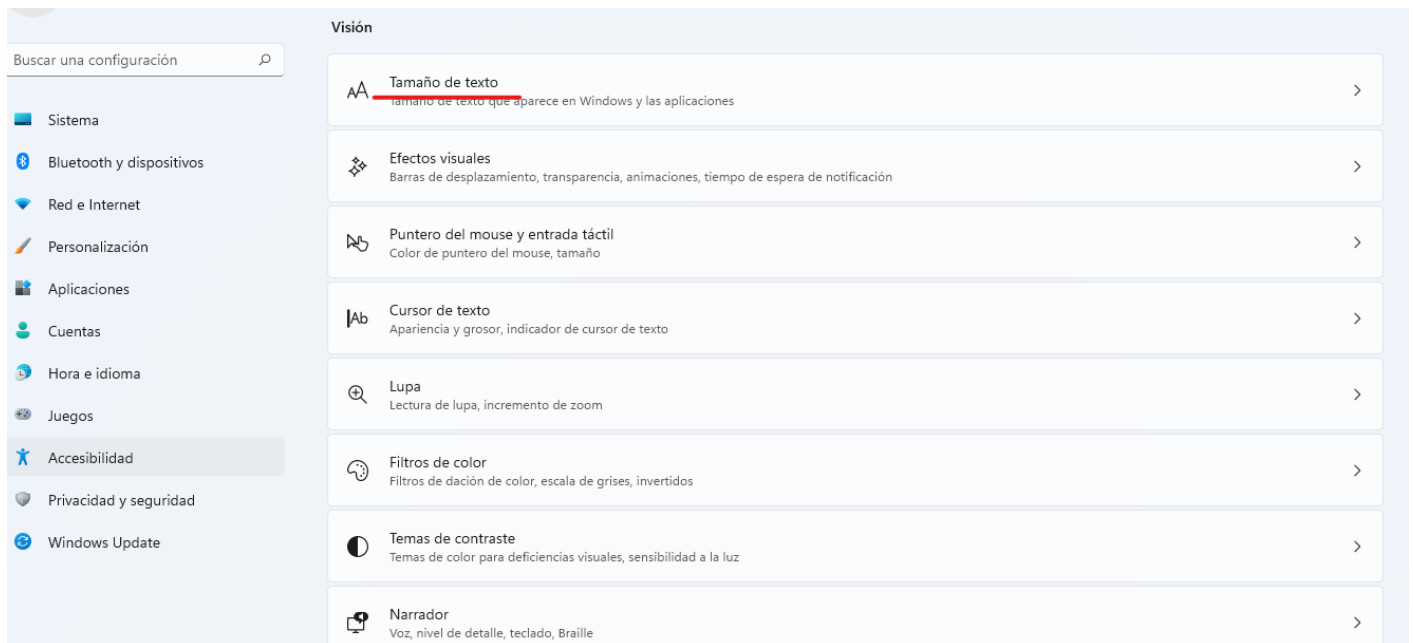 Visión
Buscar una configuración
Sistema
Bluetooth y dispositivos
Red e Internet
Personalización
Aplicaciones
Cuentas
Hora e idioma
Juegos
Accesibilidad
Privacidad y seguridad
Windows Update
Tamaño de texto
Tamaño de texto que aparece en Windows y las aplicaciones
Efectos visuales
Barras de desplazamiento, transparencia, animaciones, tiempo de espera de notificación
Puntero del mouse y entrada táctil
Color de puntero del mouse, tamaño
Cursor de texto
Apariencia y grosor, indicador de cursor de texto
Lupa
Lectura de lupa, incremento de zoom
Filtros de color
Filtros de dación de color, escala de grises, invertidos
Temas de contraste
Temas de color para deficiencias visuales, sensibilidad a la luz
Narrador
Voz, nivel de detalle, teclado, Braille